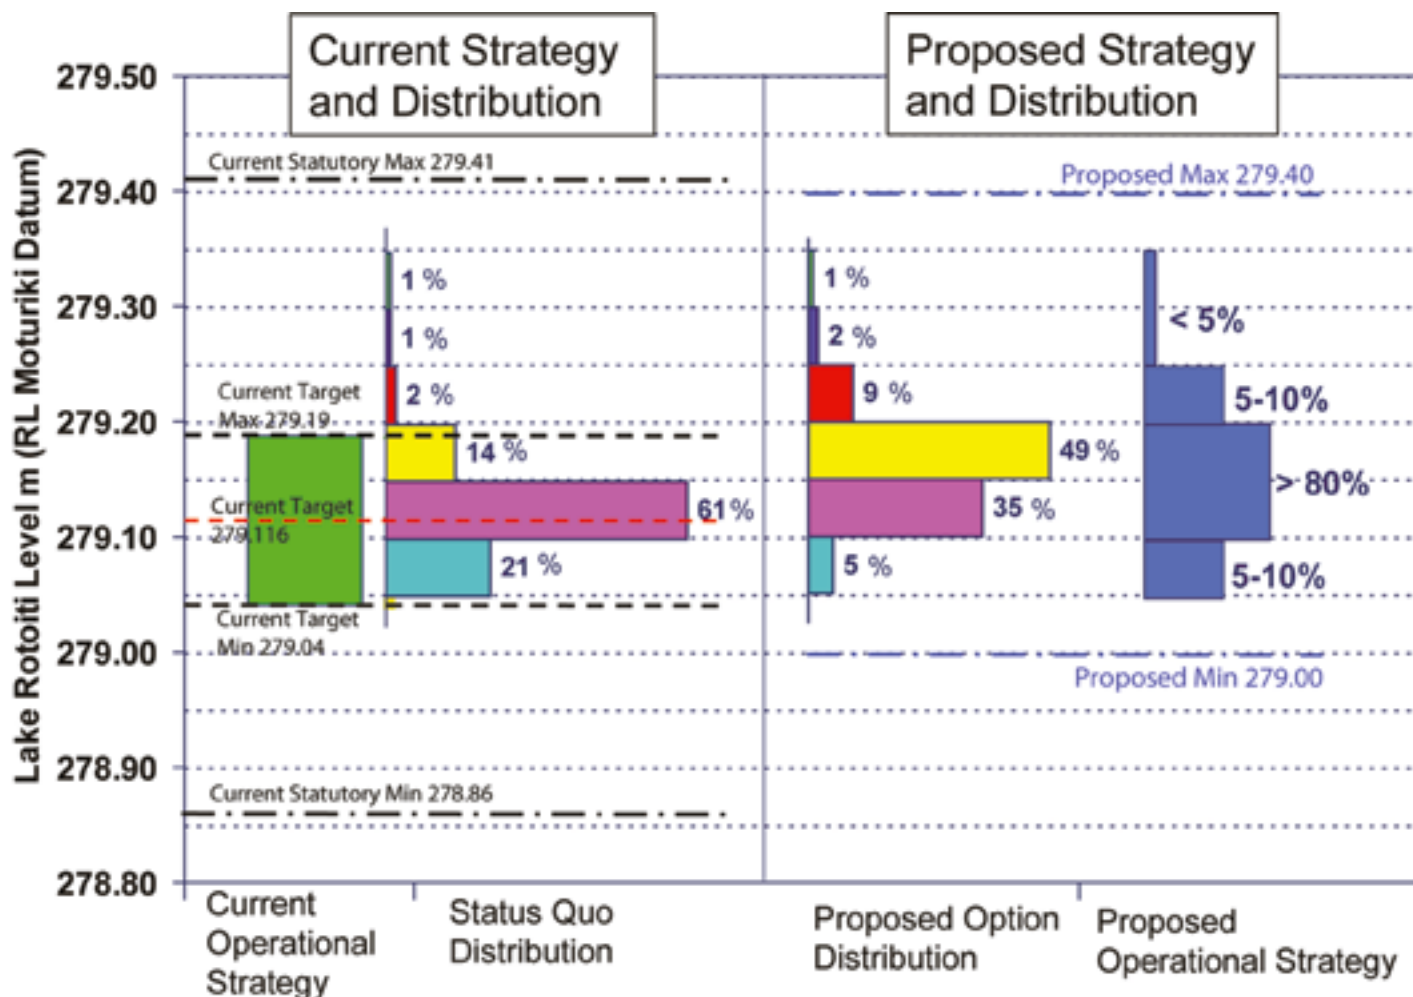 Current Strategy
and Distribution
Proposed Strategy
and Distribution
Lake Rotoiti Level m (RL Moturiki Datum)
279.50
279.40
279.30
279.20
279.10
279.00
278.90
278.80
Current Statutory Max 279.41
1 %
1 %
Current Target
Max 279.19
2 %
14 %
Current Target
279.116
61 %
21 %
Current Target
Min 279.04
Current Statutory Min 278.86
Proposed Max 279.40
1 %
2 %
9 %
49 %
35 %
5 %
< 5%
5-10%
> 80%
5-10%
Proposed Min 279.00
Current
Operational
Strategy
Status Quo
Distribution
Proposed Option
Distribution
Proposed
Operational Strategy